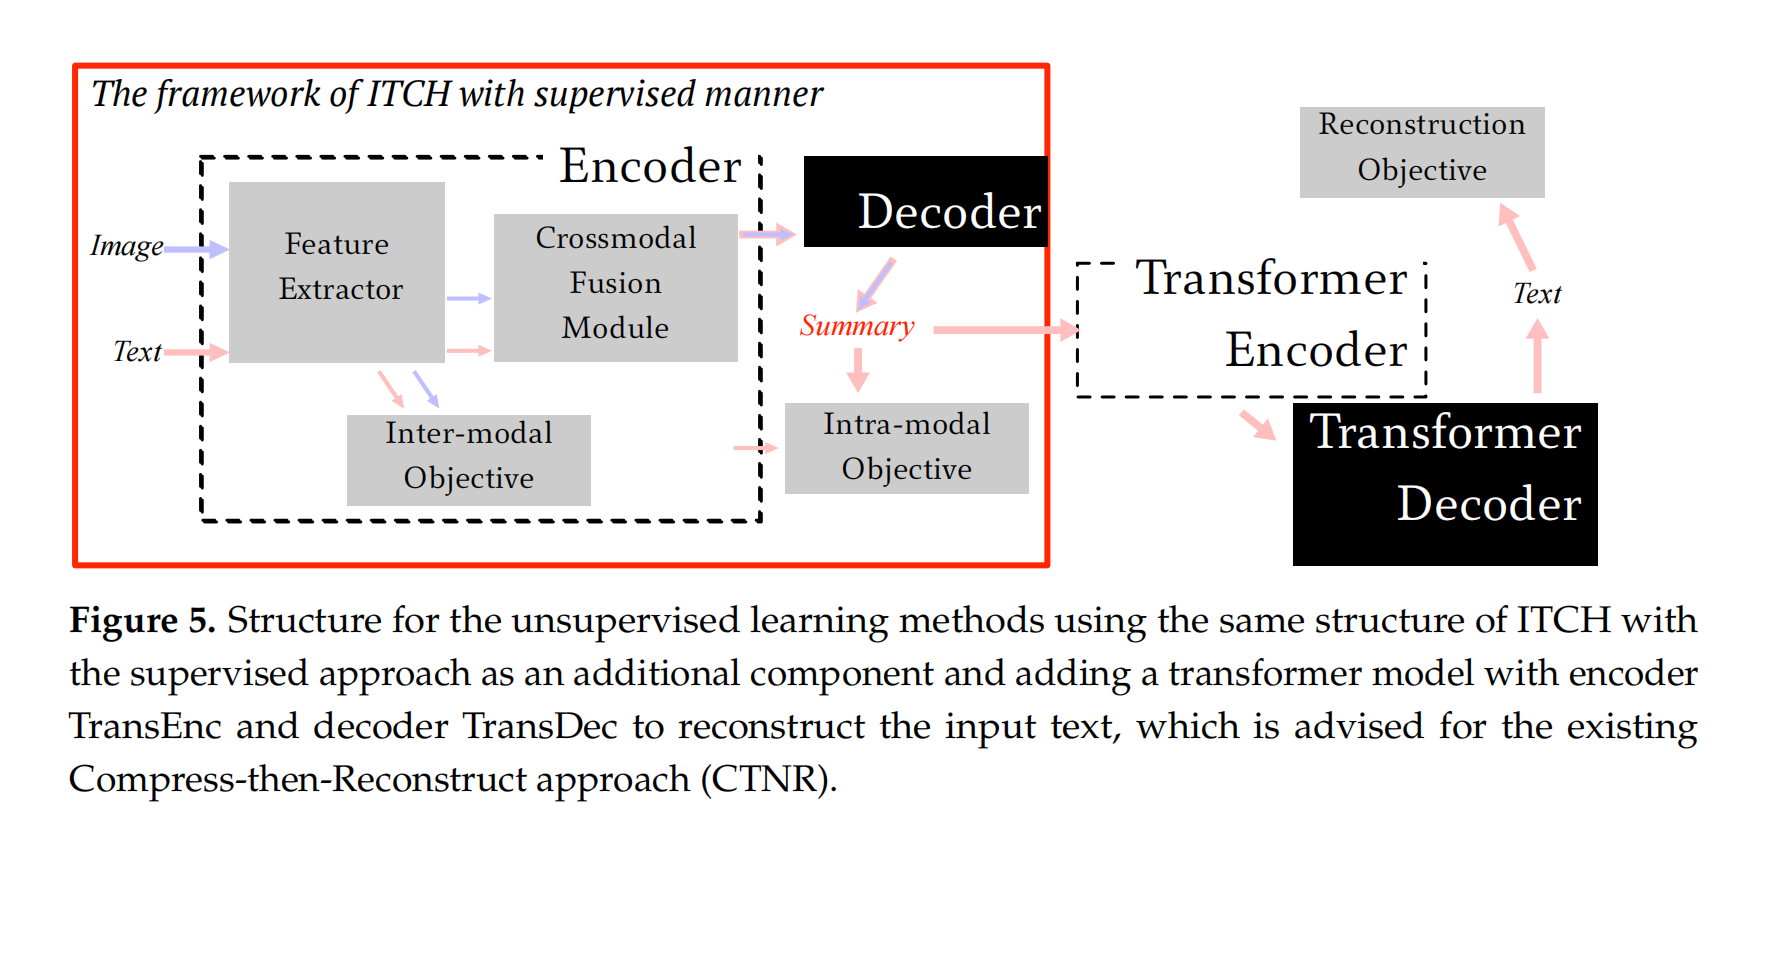 The framework of ITCH with supervised manner
Encoder
Image
Text
Feature
Extractor
Crossmodal
Fusion
Module
Inter-modal
Objective
Decoder
Summary
Intra-modal
Objective
Transformer
Encoder
Transformer
Decoder
Text
Reconstruction
Objective
Figure 5. Structure for the unsupervised learning methods using the same structure of ITCH with
the supervised approach as an additional component and adding a transformer model with encoder
TransEnc and decoder TransDec to reconstruct the input text, which is advised for the existing
Compress-then-Reconstruct approach (CTNR).